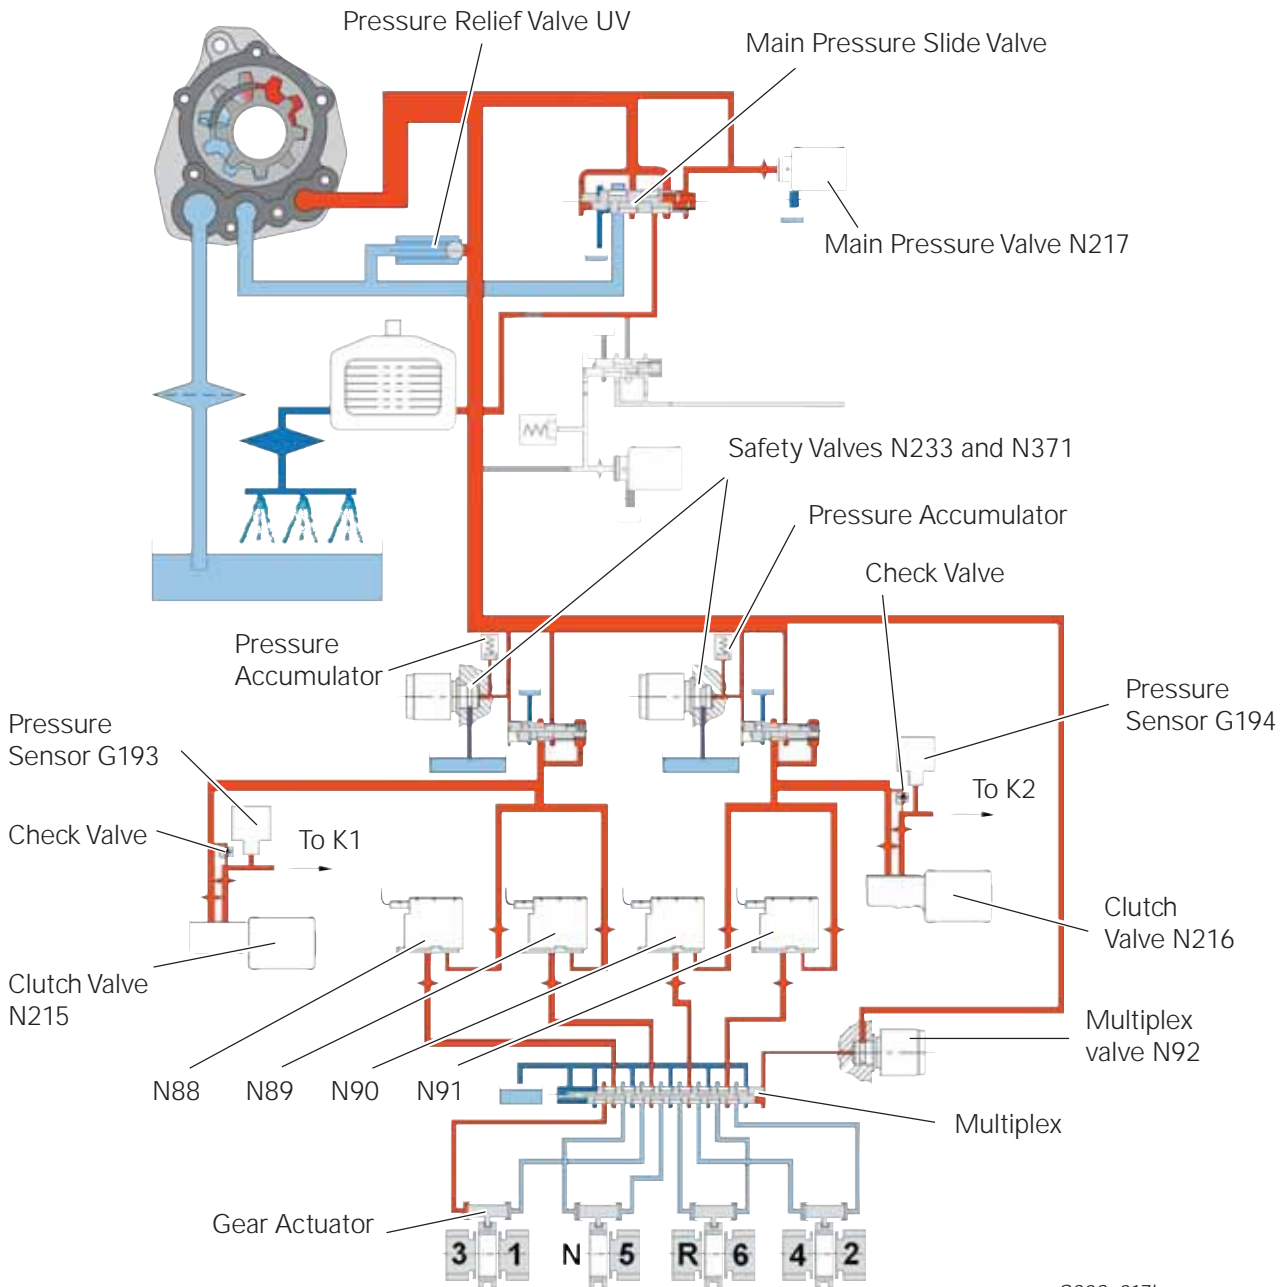 Pressure Relief Valve UV
Main Pressure Slide Valve
Main Pressure Valve N217
Safety Valves N233 and N371
Pressure Accumulator
Check Valve
Pressure
Accumulator
Pressure
Sensor G194
Pressure
Sensor G193
To K2
Check Valve
To K1
Clutch
Valve N216
Clutch Valve
N215
Multiplex
valve N92
N88
N89
N90
N91
Multiplex
Gear Actuator
3 1 N 5 R 6 4 2